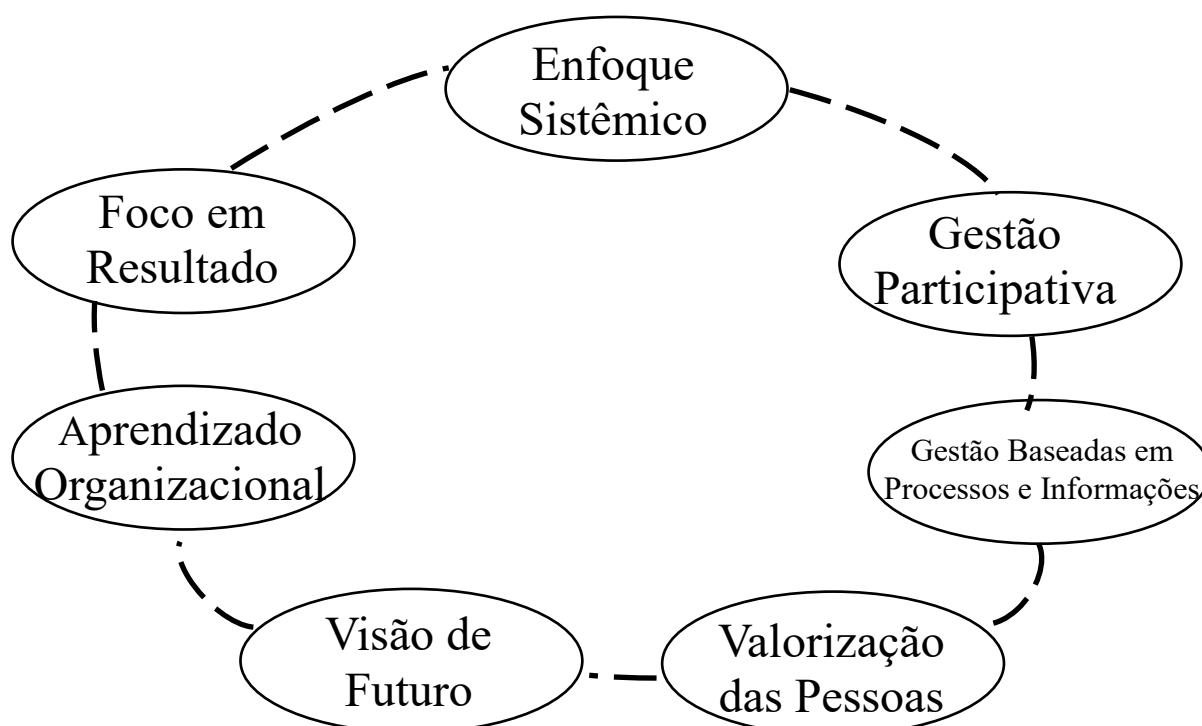 Enfoque
Sistêmico
Foco em
Resultado
Gestão
Participativa
Aprendizado
Organizacional
Gestão Baseadas em
Processos e Informações
Visão de
Futuro
Valorização
das Pessoas